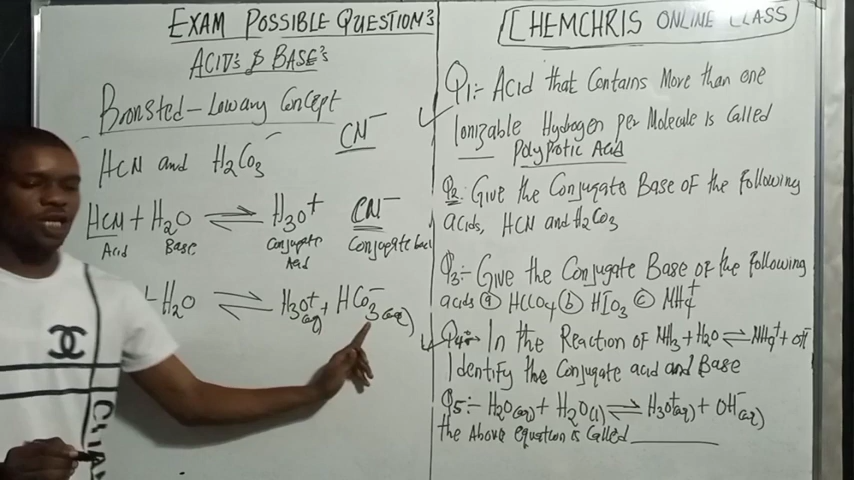 EXAM POSSIBLE QUESTIONS
ACID's & BASE's
Bronsted-Lowary Concept
CN⁻
HCN and H₂CO₃
HCN + H₂O ⇌ H₃O⁺ CN⁻
Acid Base Conjugate Acid Conjugate
+ H₂O ⇌ H₃O⁺(aq) + HCO₃⁻(aq)
CHEMCHRIS ONLINE CLASS
Q1:- Acid that Contains More than one
Ionizable Hydrogen per Molecule is Called
Polyprotic Acid
Q2: Give the Conjugate Base of the following
acids, HCN and H₂CO₃
Q3:- Give the Conjugate Base of the following
acids ⓐ HClO₄ ⓑ HIO₃ ⓒ NH₄⁺
Q4:- In the Reaction of NH₃ + H₂O ⇌ NH₄⁺ + OH⁻
Identify the Conjugate acid and Base
Q5:- H₂O(aq) + H₂O(l) ⇌ H₃O⁺(aq) + OH⁻(aq)
the Above equation is Called ________